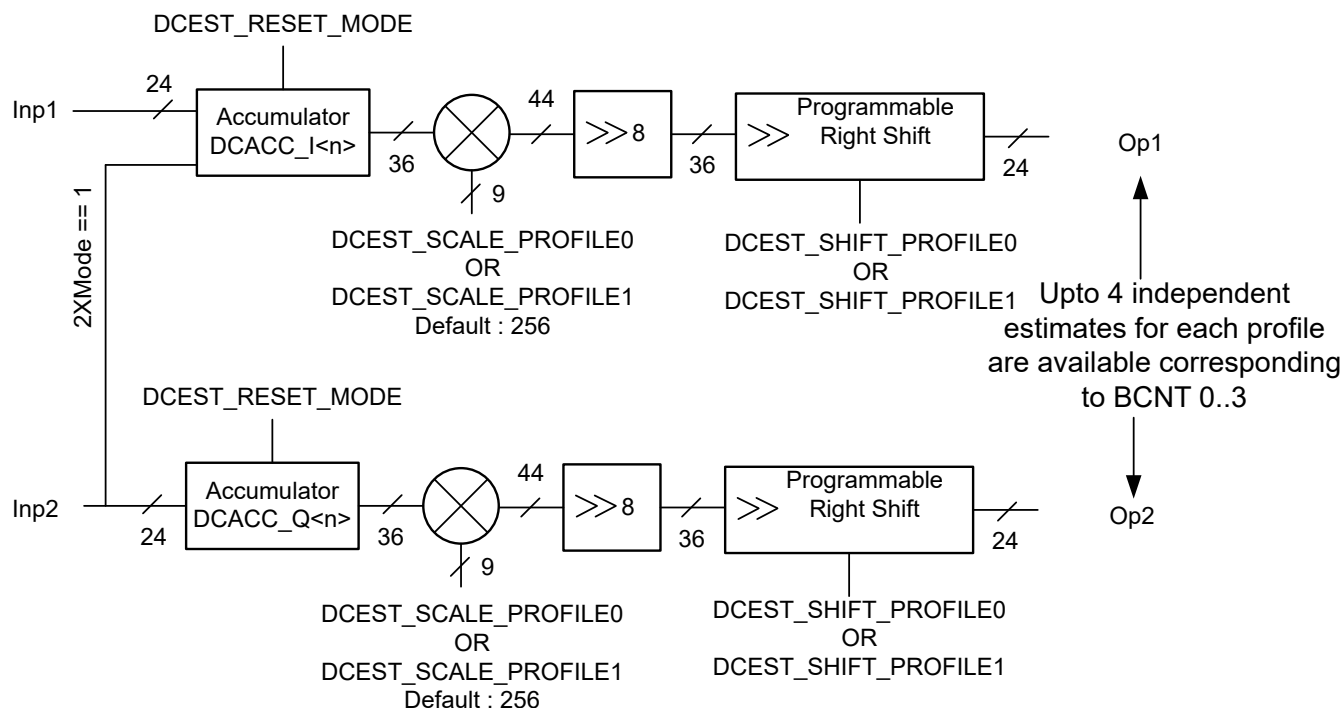 DCEST_RESET_MODE
24
Inp1
Accumulator
DCACC_I<n>
36
44
>>8
36
>>
Programmable
Right Shift
24
Op1
9
DCEST_SCALE_PROFILE0
OR
DCEST_SCALE_PROFILE1
Default : 256
DCEST_SHIFT_PROFILE0
OR
DCEST_SHIFT_PROFILE1
2XMode == 1
Upto 4 independent
estimates for each profile
are available corresponding
to BCNT 0..3
DCEST_RESET_MODE
Inp2
24
Accumulator
DCACC_Q<n>
36
44
>>8
36
>>
Programmable
Right Shift
24
Op2
9
DCEST_SCALE_PROFILE0
OR
DCEST_SCALE_PROFILE1
Default : 256
DCEST_SHIFT_PROFILE0
OR
DCEST_SHIFT_PROFILE1